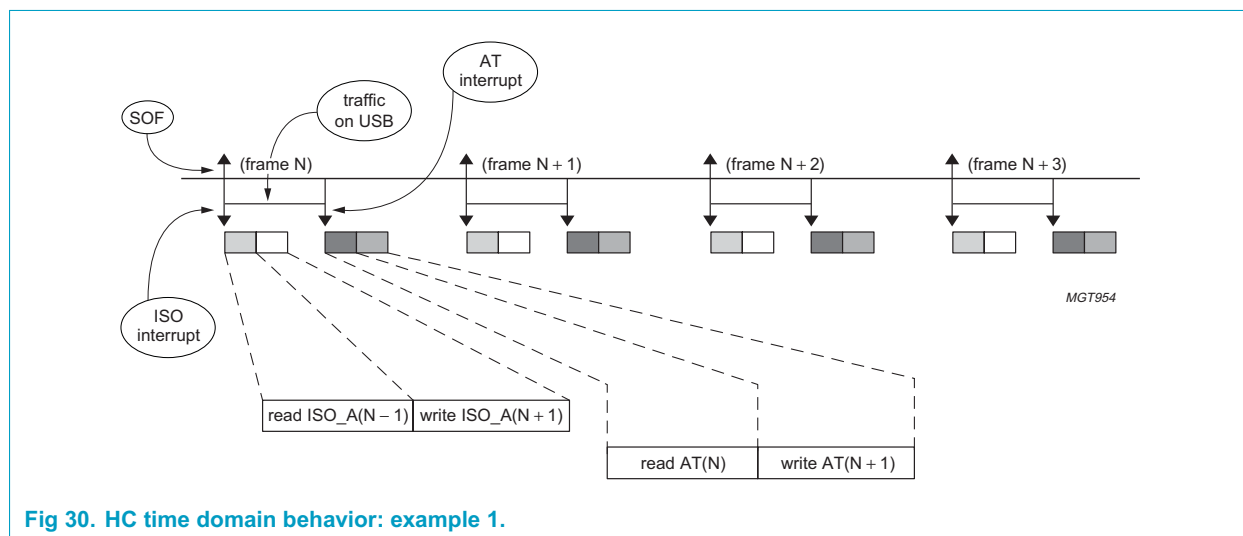 AT
interrupt
traffic
on USB
SOF
(frame N)
(frame N + 1)
(frame N + 2)
(frame N + 3)
MGT954
ISO
interrupt
read ISO_A(N − 1)
write ISO_A(N + 1)
read AT(N)
write AT(N + 1)
Fig 30. HC time domain behavior: example 1.